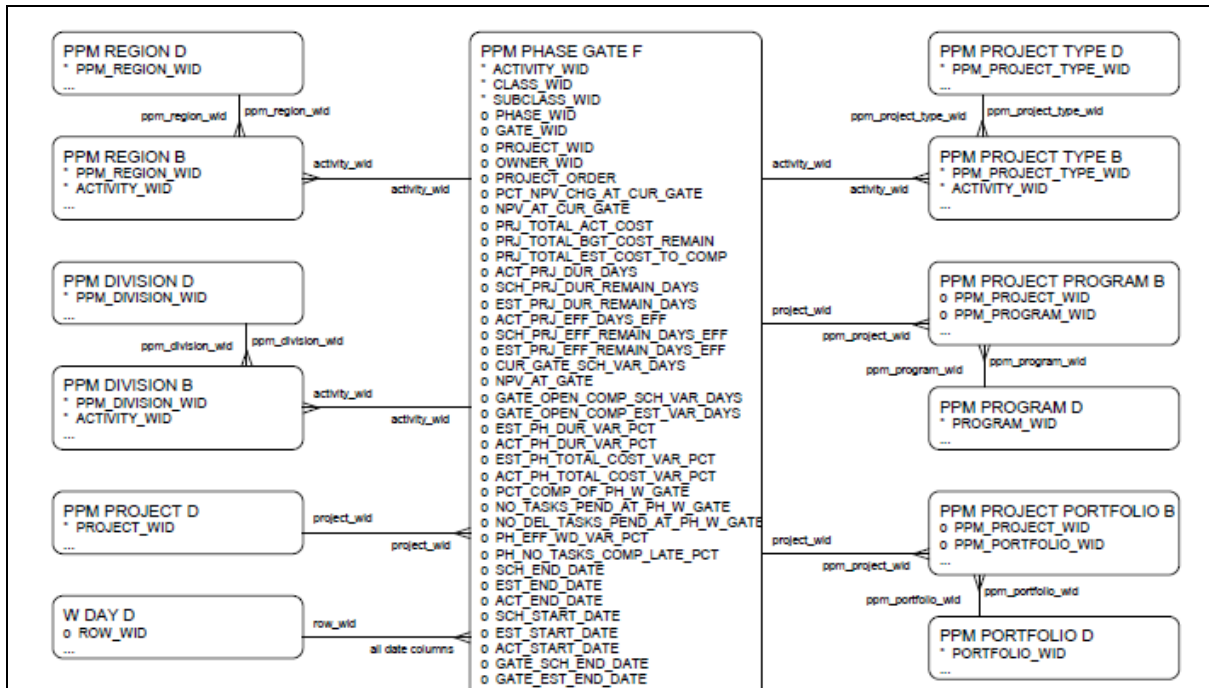 PPM REGION D
* PPM_REGION_WID
...
ppm_region_wid
ppm_region_wid
PPM REGION B
* PPM_REGION_WID
* ACTIVITY_WID
...
activity_wid
activity_wid
PPM DIVISION D
* PPM_DIVISION_WID
...
ppm_division_wid
ppm_division_wid
PPM DIVISION B
* PPM_DIVISION_WID
* ACTIVITY_WID
...
activity_wid
activity_wid
PPM PROJECT D
* PROJECT_WID
...
project_wid
project_wid
W DAY D
o ROW_WID
...
row_wid
all date columns
PPM PHASE GATE F
* ACTIVITY_WID
* CLASS_WID
* SUBCLASS_WID
o PHASE_WID
o GATE_WID
o PROJECT_WID
o OWNER_WID
o PROJECT_ORDER
o PCT_NPV_CHG_AT_CUR_GATE
o NPV_AT_CUR_GATE
o PRJ_TOTAL_ACT_COST
o PRJ_TOTAL_BGT_COST_REMAIN
o PRJ_TOTAL_EST_COST_TO_COMP
o ACT_PRJ_DUR_DAYS
o SCH_PRJ_DUR_REMAIN_DAYS
o EST_PRJ_DUR_REMAIN_DAYS
o ACT_PRJ_EFF_DAYS_EFF
o SCH_PRJ_EFF_REMAIN_DAYS_EFF
o EST_PRJ_EFF_REMAIN_DAYS_EFF
o CUR_GATE_SCH_VAR_DAYS
o NPV_AT_GATE
o GATE_OPEN_COMP_SCH_VAR_DAYS
o GATE_OPEN_COMP_EST_VAR_DAYS
o EST_PH_DUR_VAR_PCT
o ACT_PH_DUR_VAR_PCT
o EST_PH_TOTAL_COST_VAR_PCT
o ACT_PH_TOTAL_COST_VAR_PCT
o PCT_COMP_OF_PH_W_GATE
o NO_TASKS_PEND_AT_PH_W_GATE
o NO_DEL_TASKS_PEND_AT_PH_W_GATE
o PH_EFF_WD_VAR_PCT
o PH_NO_TASKS_COMP_LATE_PCT
o SCH_END_DATE
o EST_END_DATE
o ACT_END_DATE
o SCH_START_DATE
o EST_START_DATE
o ACT_START_DATE
o GATE_SCH_END_DATE
o GATE_EST_END_DATE
PPM PROJECT TYPE D
* PPM_PROJECT_TYPE_WID
...
ppm_project_type_wid
ppm_project_type_wid
PPM PROJECT TYPE B
* PPM_PROJECT_TYPE_WID
* ACTIVITY_WID
...
activity_wid
activity_wid
PPM PROJECT PROGRAM B
o PPM_PROJECT_WID
o PPM_PROGRAM_WID
...
project_wid
ppm_project_wid
ppm_program_wid
ppm_program_wid
PPM PROGRAM D
* PROGRAM_WID
...
PPM PROJECT PORTFOLIO B
o PPM_PROJECT_WID
o PPM_PORTFOLIO_WID
...
project_wid
ppm_project_wid
ppm_portfolio_wid
ppm_portfolio_wid
PPM PORTFOLIO D
* PORTFOLIO_WID
...